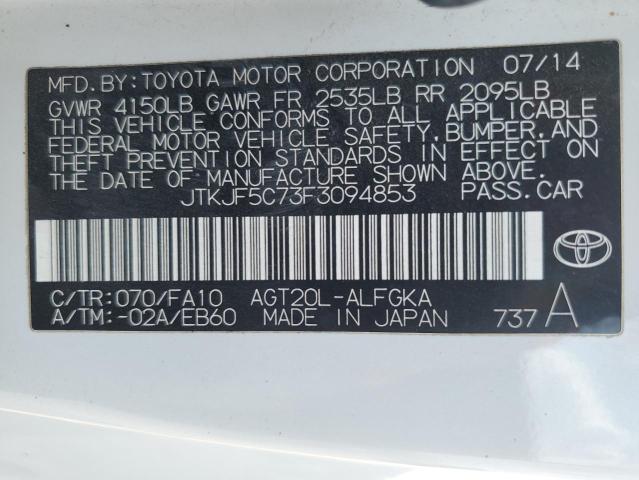 MFD.BY:TOYOTA MOTOR CORPORATION 07/14
GVWR 4150LB GAWR FR 2535LB RR 2095LB
THIS VEHICLE CONFORMS TO ALL APPLICABLE
FEDERAL MOTOR VEHICLE SAFETY,BUMPER,AND
THEFT PREVENTION STANDARDS IN EFFECT ON
THE DATE OF MANUFACTURE SHOWN ABOVE.
JTKJF5C73F3094853 PASS.CAR
C/TR:070/FA10 AGT20L-ALFGKA
A/TM:-02A/EB60 MADE IN JAPAN 737 A